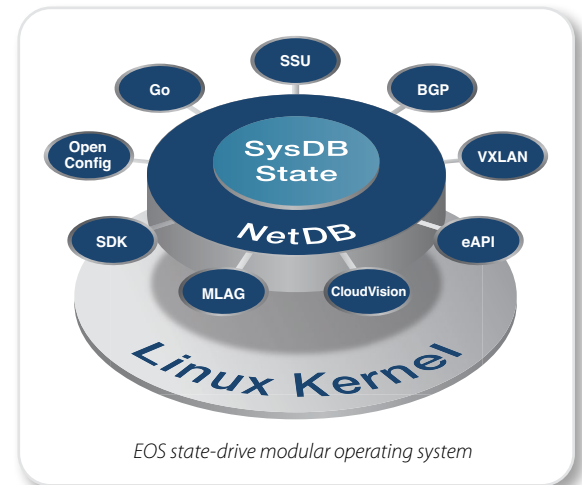 SSU
Go
BGP
Open
Config
SysDB
State
VXLAN
SDK
NetDB
eAPI
MLAG
CloudVision
Linux Kernel
EOS state-drive modular operating system